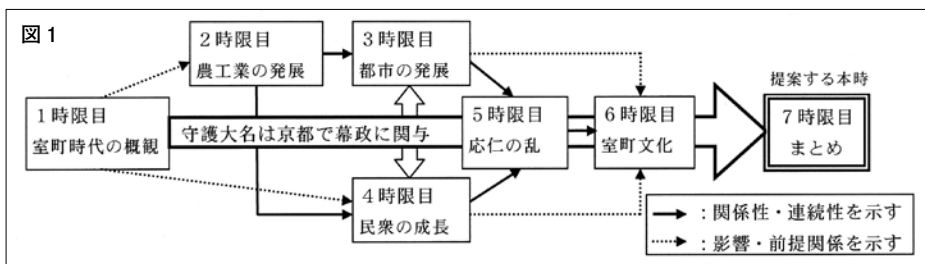 図1
1時限目
室町時代の概観
2時限目
農工業の発展
3時限目
都市の発展
守護大名は京都で幕政に関与
4時限目
民衆の成長
5時限目
応仁の乱
6時限目
室町文化
提案する本時
7時限目
まとめ
:関係性・連続性を示す
:影響・前提関係を示す